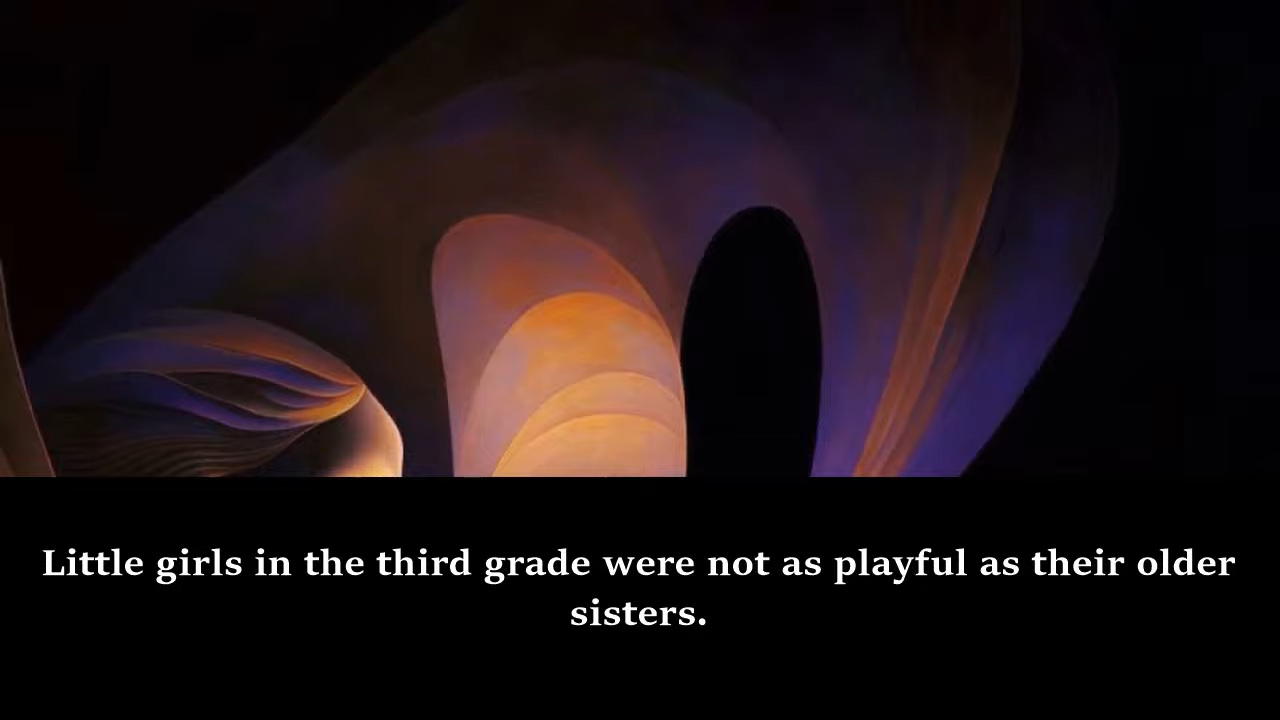 Little girls in the third grade were not as playful as their older
sisters.